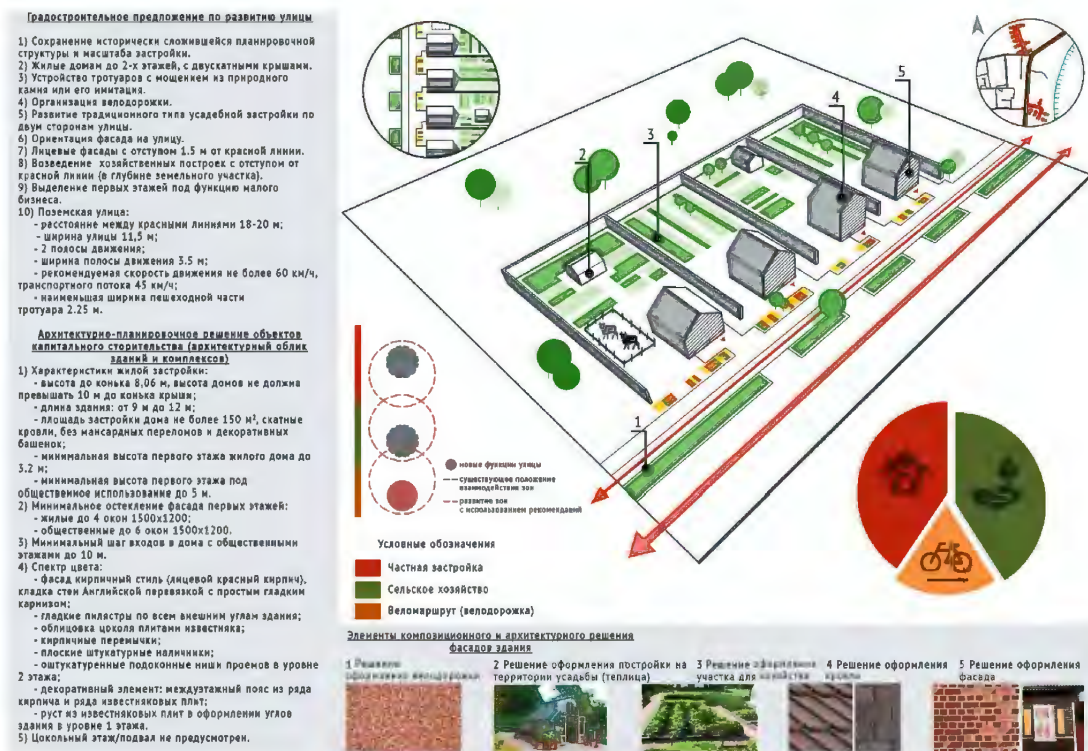 Градостроительное предложение по развитию улицы
1) Сохранение исторически сложившейся планировочной
структуры и масштаба застройки.
2) Жилые домам до 2-х этажей, с двускатными крышами.
3) Устройство тротуаров с мощением из природного
камня или его имитация.
4) Организация велодорожки.
5) Развитие традиционного типа усадебной застройки по
двум сторонам улицы.
6) Ориентация фасада на улицу.
7) Лицевые фасады с отступом 1.5 м от красной линии.
8) Возведение хозяйственных построек с отступом от
красной линии (в глубине земельного участка).
9) Выделение первых этажей под функцию малого
бизнеса.
10) Поземская улица:
- расстояние между красными линиями 18-20 м;
- ширина улицы 11,5 м;
- 2 полосы движения;
- ширина полосы движения 3.5 м;
- рекомендуемая скорость движения не более 60 км/ч,
транспортного потока 45 км/ч;
- наименьшая ширина пешеходной части
тротуара 2.25 м.
Архитектурно-планировочное решение объектов
капитального сторительства (архитектурный облик
зданий и комплексов)
1) Характеристики жилой застройки:
- высота до конька 8,06 м, высота домов не должна
превышать 10 м до конька крыши;
- длина здания: от 9 м до 12 м;
- площадь застройки дома не более 150 м², скатные
кровли, без мансардных переломов и декоративных
башенок;
- минимальная высота первого этажа жилого дома до
3.2 м;
- минимальная высота первого этажа под
общественное использование до 5 м.
2) Минимальное остекление фасада первых этажей:
- жилые до 4 окон 1500х1200;
- общественные до 6 окон 1500х1200.
3) Минимальный шаг входов в дома с общественными
этажами до 10 м.
4) Спектр цвета:
- фасад кирпичный стиль (лицевой красный кирпич),
кладка стен Английской перевязкой с простым гладким
карнизом;
- гладкие пилястры по всем внешним углам здания;
- облицовка цоколя плитами известняка;
- кирпичные перемычки;
- плоские штукатурные наличники;
- оштукатуренные подоконные ниши проемов в уровне
2 этажа;
- декоративный элемент: междуэтажный пояс из ряда
кирпича и ряда известняковых плит;
- руст из известняковых плит в оформлении углов
здания в уровне 1 этажа.
5) Цокольный этаж/подвал не предусмотрен.
1
2
3
4
5
новые функции улицы
существующее положение
взаимодействия зон
развитие зон
с использованием рекомендаций
Условные обозначения
Частная застройка
Сельское хозяйство
Веломаршрут (велодорожка)
Элементы композиционного и архитектурного решения
фасадов здания
1 Решение
оформление велодорожки
2 Решение оформления постройки на
территории усадьбы (теплица)
3 Решение оформления
участка для хозяйства
4 Решение оформления
кровли
5 Решение оформления
фасада